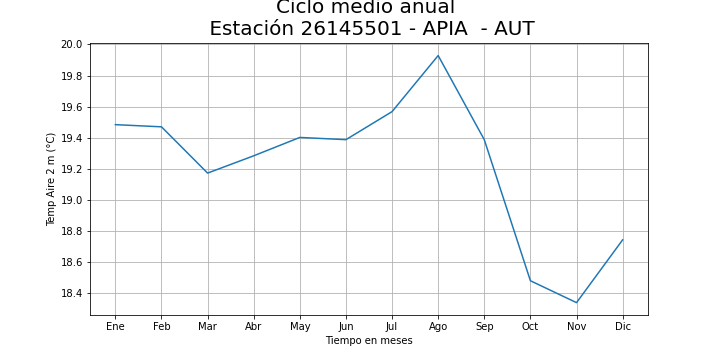 Ciclo medio anual
Estación 26145501 - APIA - AUT
20.0
19.8
19.6
19.4
19.2
19.0
18.8
18.6
18.4
Temp Aire 2 m (°C)
Ene Feb Mar Abr May Jun Jul Ago Sep Oct Nov Dic
Tiempo en meses